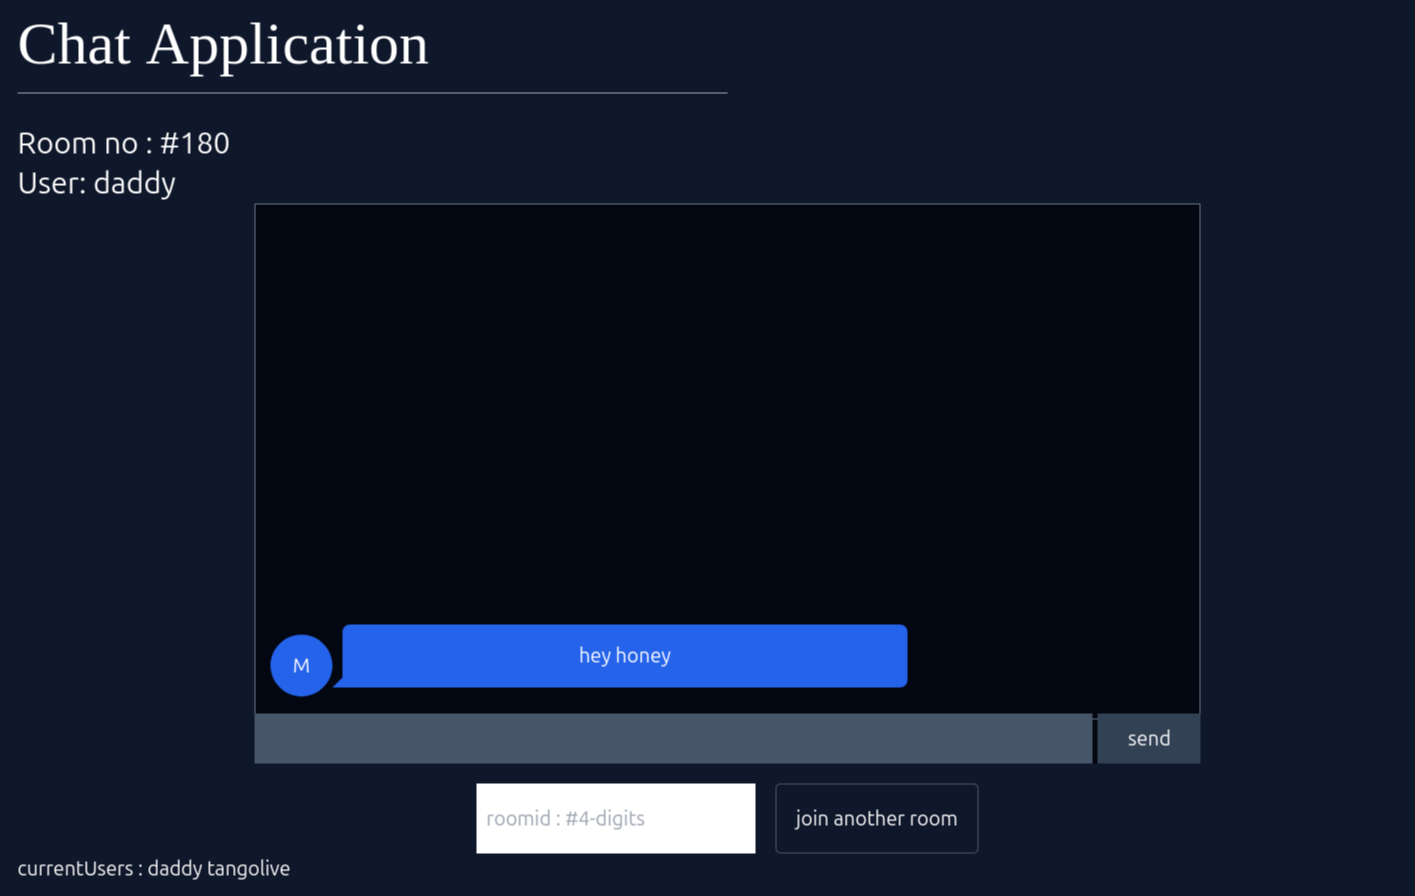 Chat Application
Room no : #180
User: daddy
M
hey honey
send
roomid : #4-digits
join another room
currentUsers : daddy tangolive